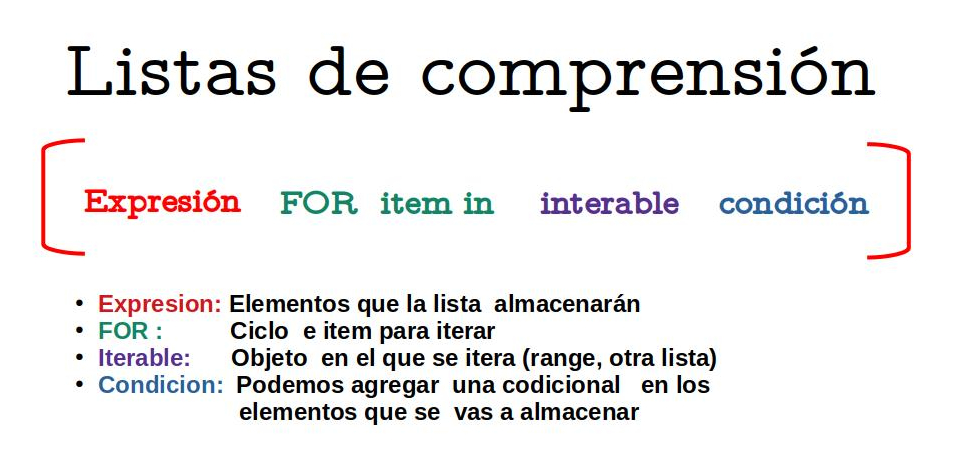 Listas de comprensión
Expresión FOR item in interable condición
• Expresion: Elementos que la lista almacenarán
• FOR : Ciclo e item para iterar
• Iterable: Objeto en el que se itera (range, otra lista)
• Condicion: Podemos agregar una codicional en los
elementos que se vas a almacenar